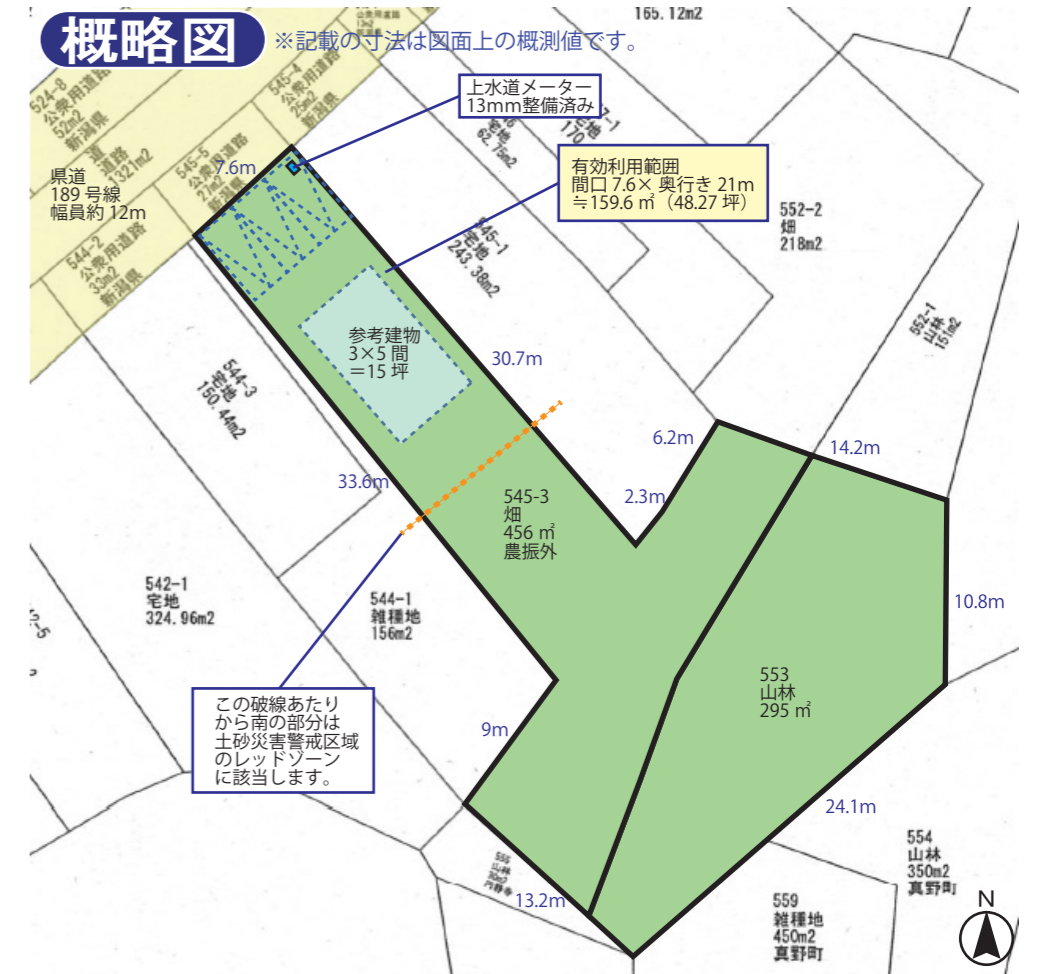 概略図
※記載の寸法は図面上の概測値です。
165.12m2
524-8
公衆用道路
52m2
新潟県
道
道路
1321m2
545-4
公衆用道路
25m2
新潟県
545-5
公衆用道路
27m2
新潟県
544-2
公衆用道路
33m2
新潟県
県道
189 号線
幅員約 12m
上水道メーター
13mm整備済み
7.6m
宅地
62.75m2
宅地
170
有効利用範囲
間口 7.6× 奥行き 21m
≒159.6 ㎡（48.27 坪）
545-1
宅地
243.38m2
552-2
畑
218m2
552-1
山林
151m2
参考建物
3×5 間
＝15 坪
30.7m
544-3
宅地
150.44m2
33.6m
6.2m
14.2m
2.3m
545-3
畑
456 ㎡
農振外
542-1
宅地
324.96m2
544-1
雑種地
156m2
10.8m
553
山林
295 ㎡
この破線あたり
から南の部分は
土砂災害警戒区域
のレッドゾーン
に該当します。
9m
24.1m
554
山林
350m2
真野町
555
山林
30m2
13.2m
559
雑種地
450m2
真野町
N